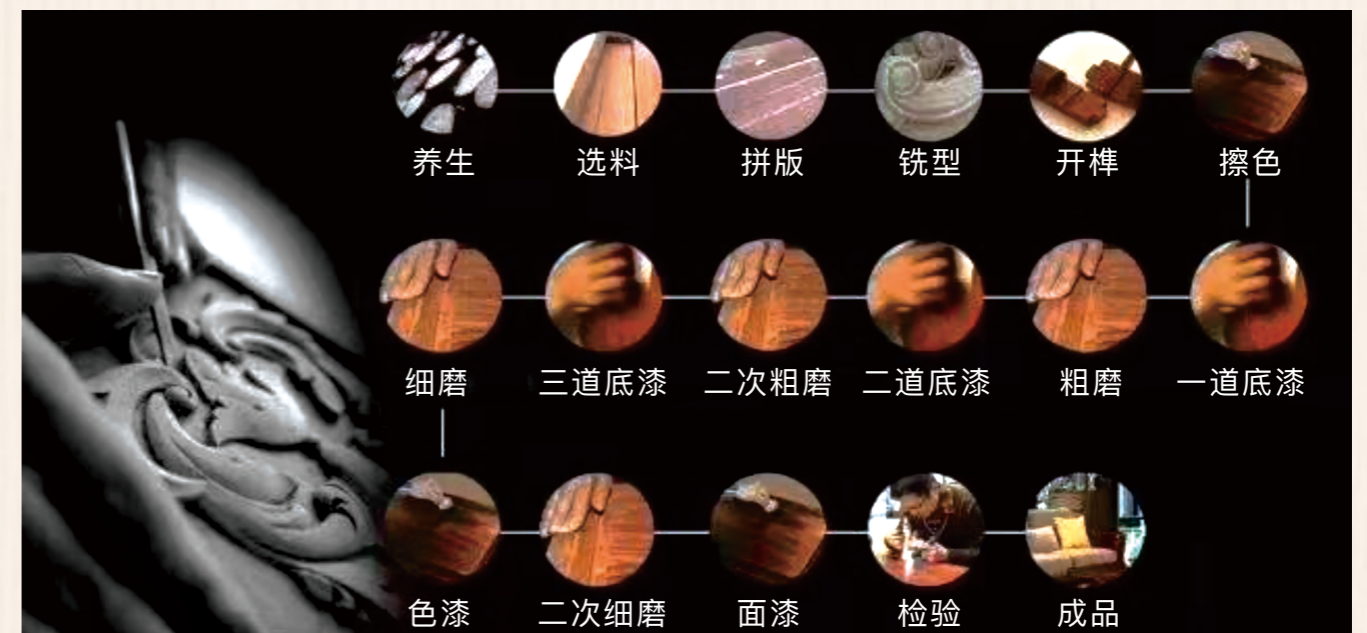 养生 选料 拼版 铣型 开榫 擦色
细磨 三道底漆 二次粗磨 二道底漆 粗磨 一道底漆
色漆 二次细磨 面漆 检验 成品